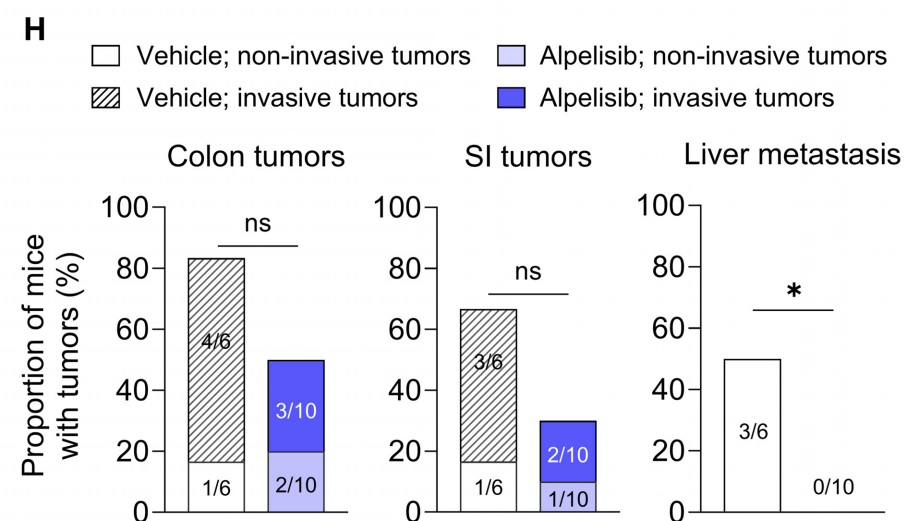 H
Vehicle; non-invasive tumors
Alpelisib; non-invasive tumors
Vehicle; invasive tumors
Alpelisib; invasive tumors
Colon tumors
SI tumors
Liver metastasis
Proportion of mice
with tumors (%)
100
80
60
40
20
0
ns
4/6
1/6
3/10
2/10
100
80
60
40
20
0
ns
3/6
1/6
2/10
1/10
100
80
60
40
20
0
*
3/6
0/10